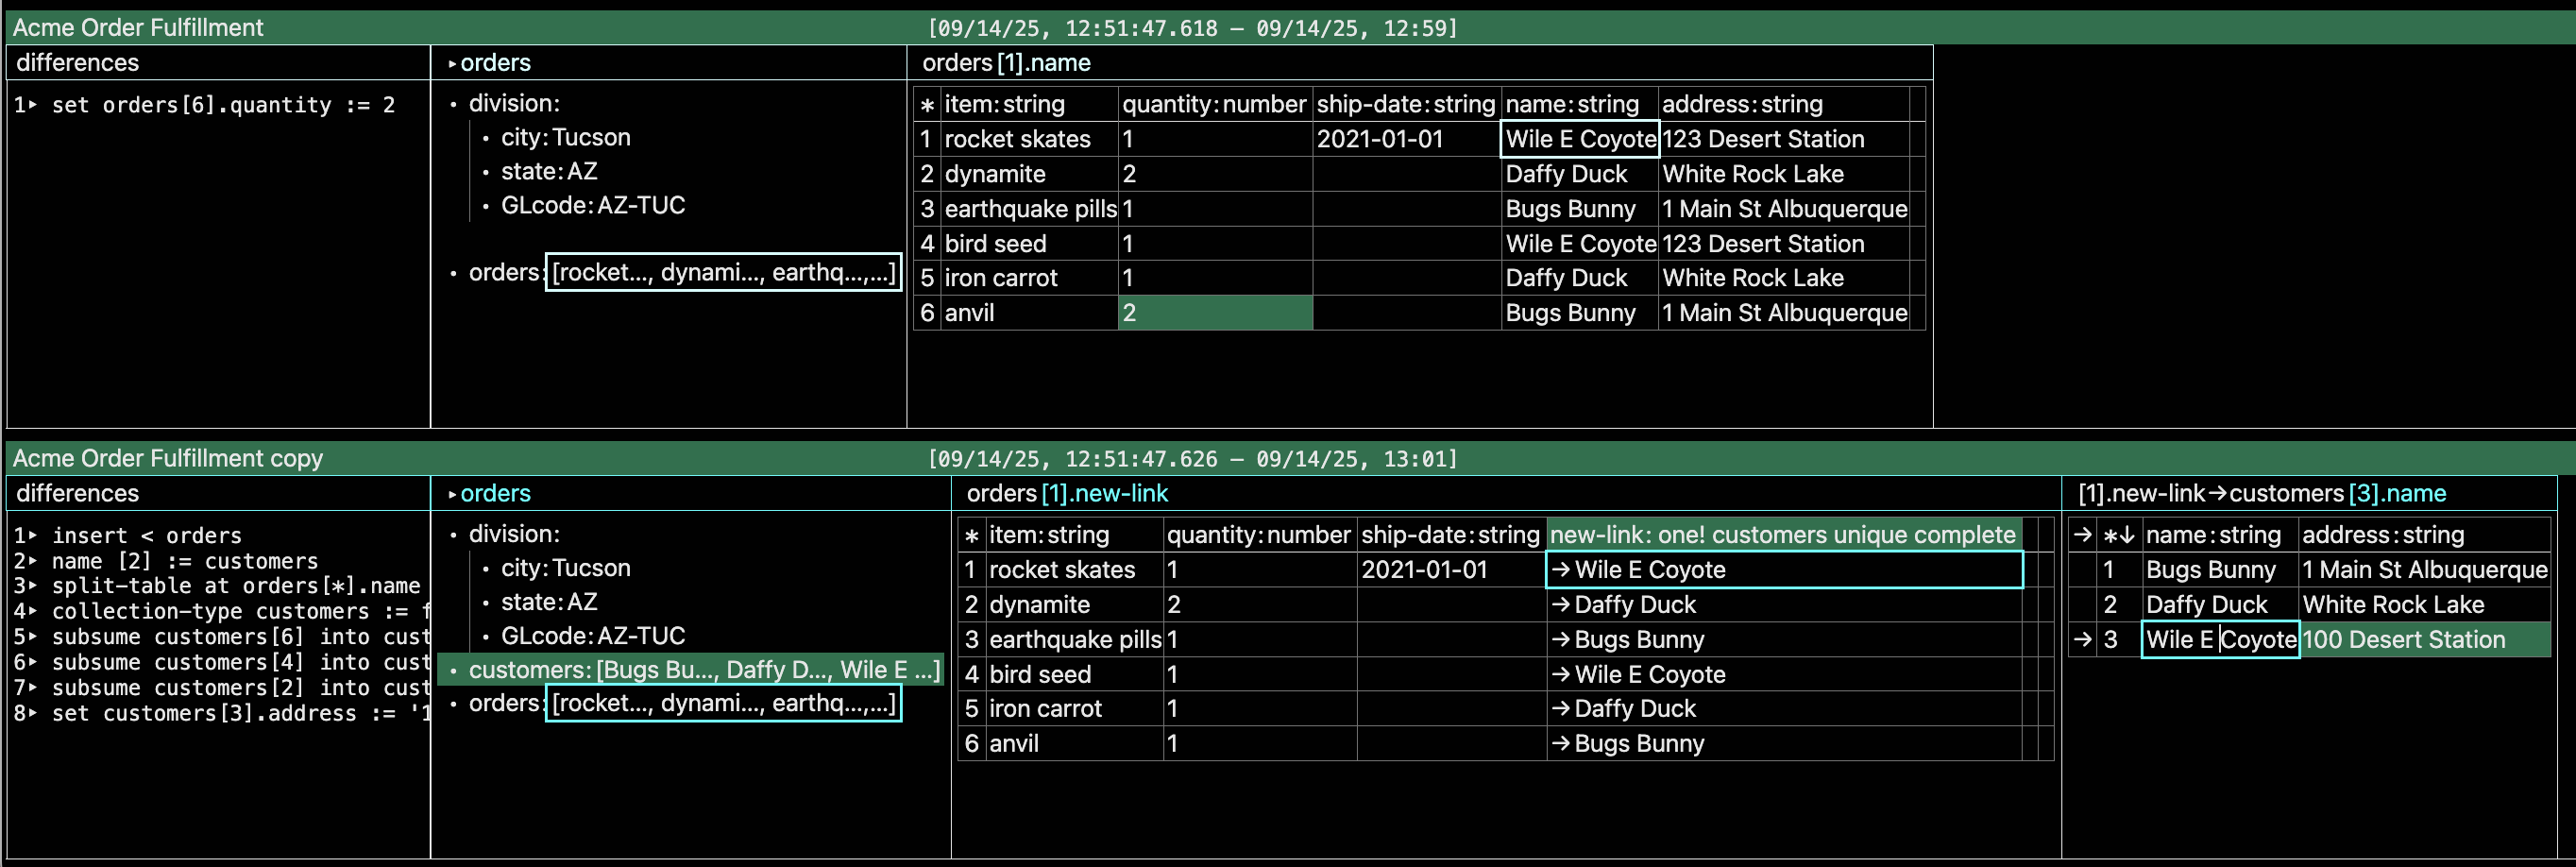 Acme Order Fulfillment [09/14/25, 12:51:47.618 – 09/14/25, 12:59]
differences
1▸ set orders[6].quantity := 2
▸orders
• division:
• city:Tucson
• state:AZ
• GLcode:AZ-TUC
• orders:[rocket..., dynami..., earthq...,...]
orders[1].name
* item:string quantity:number ship-date:string name:string address:string
1 rocket skates 1 2021-01-01 Wile E Coyote 123 Desert Station
2 dynamite 2 Daffy Duck White Rock Lake
3 earthquake pills 1 Bugs Bunny 1 Main St Albuquerque
4 bird seed 1 Wile E Coyote 123 Desert Station
5 iron carrot 1 Daffy Duck White Rock Lake
6 anvil 2 Bugs Bunny 1 Main St Albuquerque
Acme Order Fulfillment copy [09/14/25, 12:51:47.626 – 09/14/25, 13:01]
differences
1▸ insert < orders
2▸ name [2] := customers
3▸ split-table at orders[*].name
4▸ collection-type customers := f
5▸ subsume customers[6] into cust
6▸ subsume customers[4] into cust
7▸ subsume customers[2] into cust
8▸ set customers[3].address := '1
▸orders
• division:
• city:Tucson
• state:AZ
• GLcode:AZ-TUC
• customers:[Bugs Bu..., Daffy D..., Wile E ...]
• orders:[rocket..., dynami..., earthq...,...]
orders[1].new-link
* item:string quantity:number ship-date:string new-link: one! customers unique complete
1 rocket skates 1 2021-01-01 →Wile E Coyote
2 dynamite 2 →Daffy Duck
3 earthquake pills 1 →Bugs Bunny
4 bird seed 1 →Wile E Coyote
5 iron carrot 1 →Daffy Duck
6 anvil 1 →Bugs Bunny
[1].new-link→customers[3].name
→ *↓ name:string address:string
1 Bugs Bunny 1 Main St Albuquerque
2 Daffy Duck White Rock Lake
→ 3 Wile E Coyote 100 Desert Station